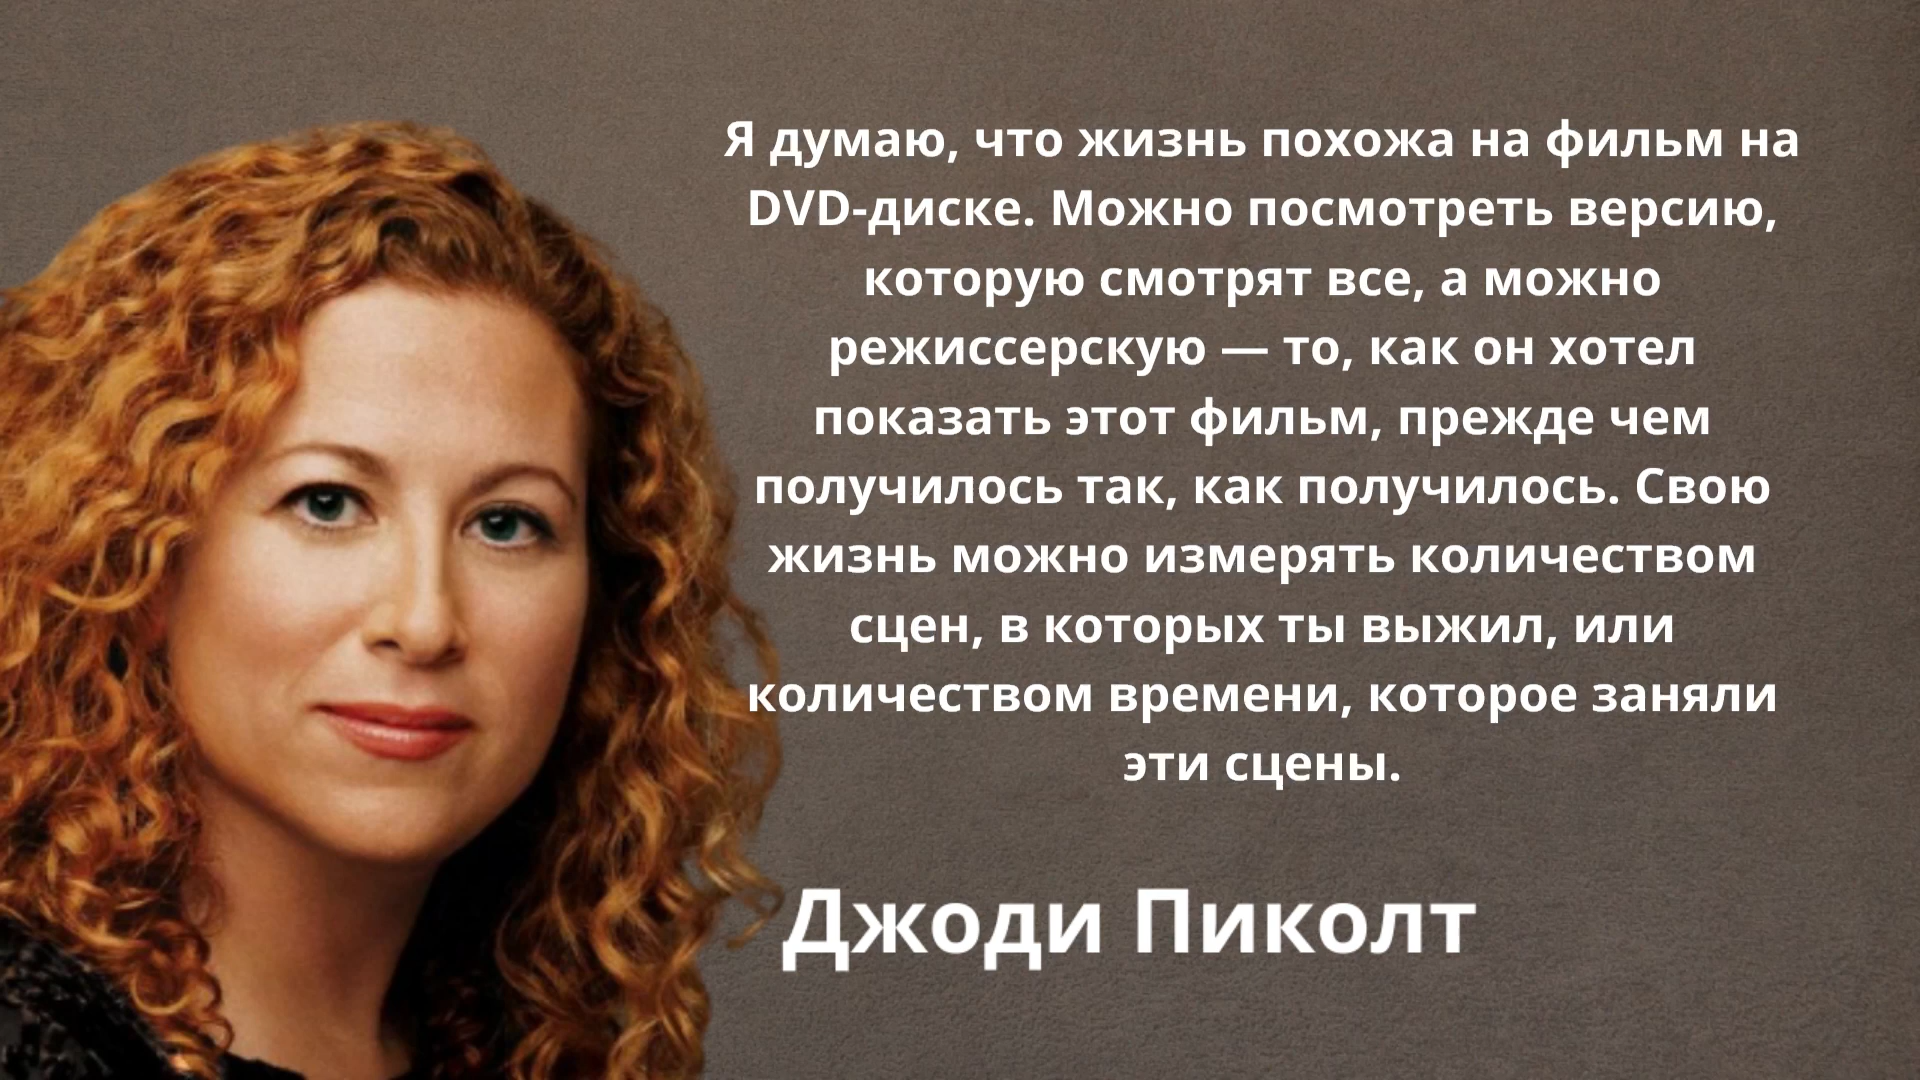 Я думаю, что жизнь похожа на фильм на
DVD-диске. Можно посмотреть версию,
которую смотрят все, а можно
режиссерскую — то, как он хотел
показать этот фильм, прежде чем
получилось так, как получилось. Свою
жизнь можно измерять количеством
сцен, в которых ты выжил, или
количеством времени, которое заняли
эти сцены.
Джоди Пиколт